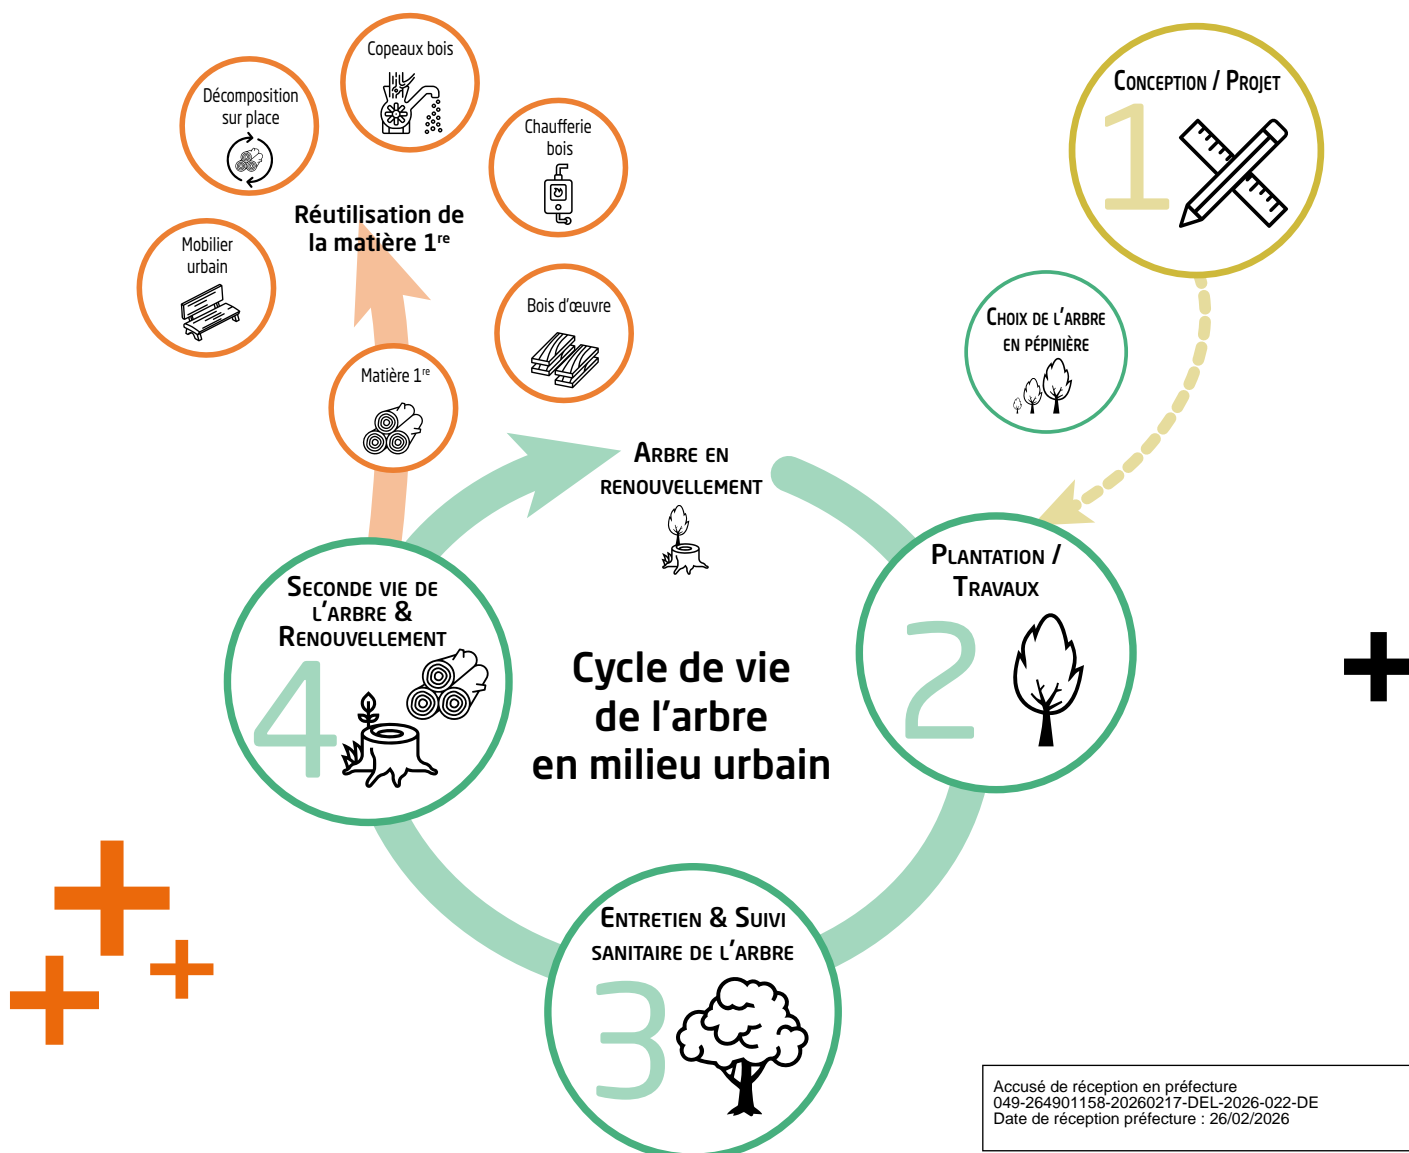 Copeaux bois
Décomposition
sur place
Chaufferie
bois
Réutilisation de
la matière 1re
Mobilier
urbain
Bois d'œuvre
Matière 1re
CONCEPTION / PROJET
1
CHOIX DE L'ARBRE
EN PÉPINIÈRE
ARBRE EN
RENOUVELLEMENT
PLANTATION /
TRAVAUX
2
SECONDE VIE DE
L'ARBRE &
RENOUVELLEMENT
4
Cycle de vie
de l'arbre
en milieu urbain
ENTRETIEN & SUIVI
SANITAIRE DE L'ARBRE
3
Accusé de réception en préfecture
049-264901158-20260217-DEL-2026-022-DE
Date de réception préfecture : 26/02/2026